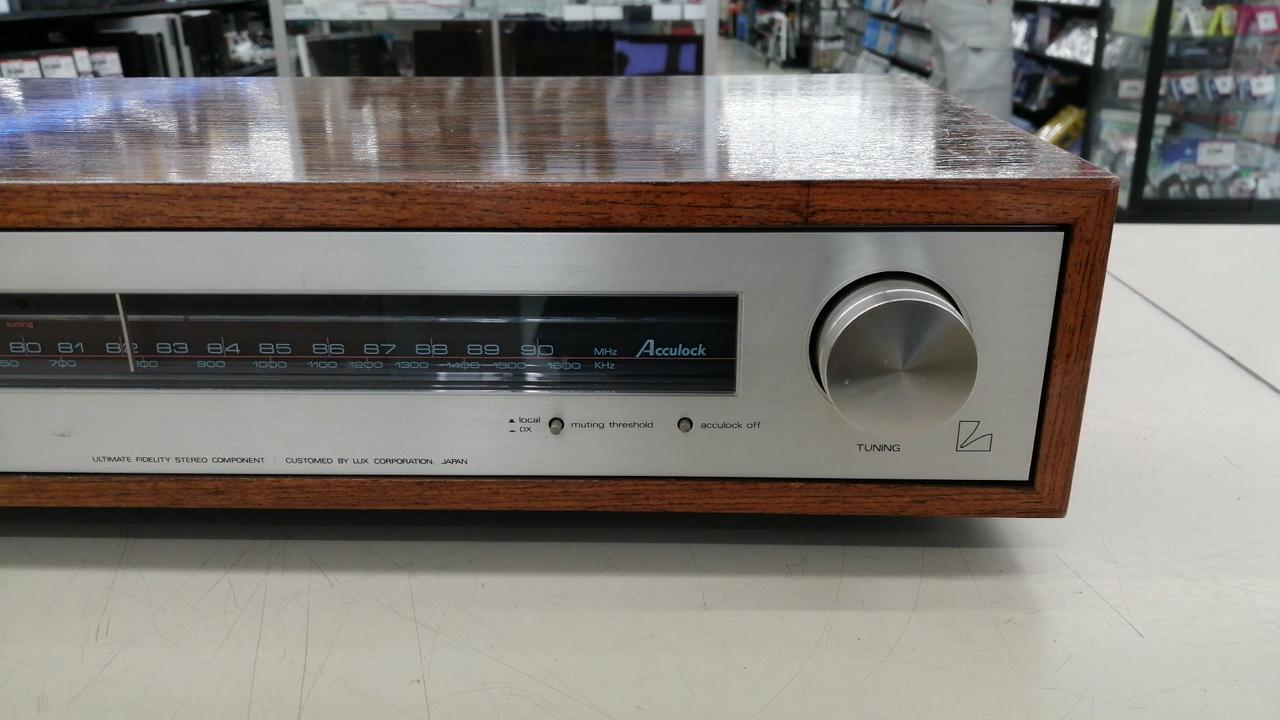 tuning
80 81 82 83 84 85 86 87 88 89 90 MHz
700 900 1000 1100 1200 1300 1400 1500 1600 KHz
Acculock
local
DX
muting threshold
acculock off
TUNING
ULTIMATE FIDELITY STEREO COMPONENT : CUSTOMED BY LUX CORPORATION, JAPAN